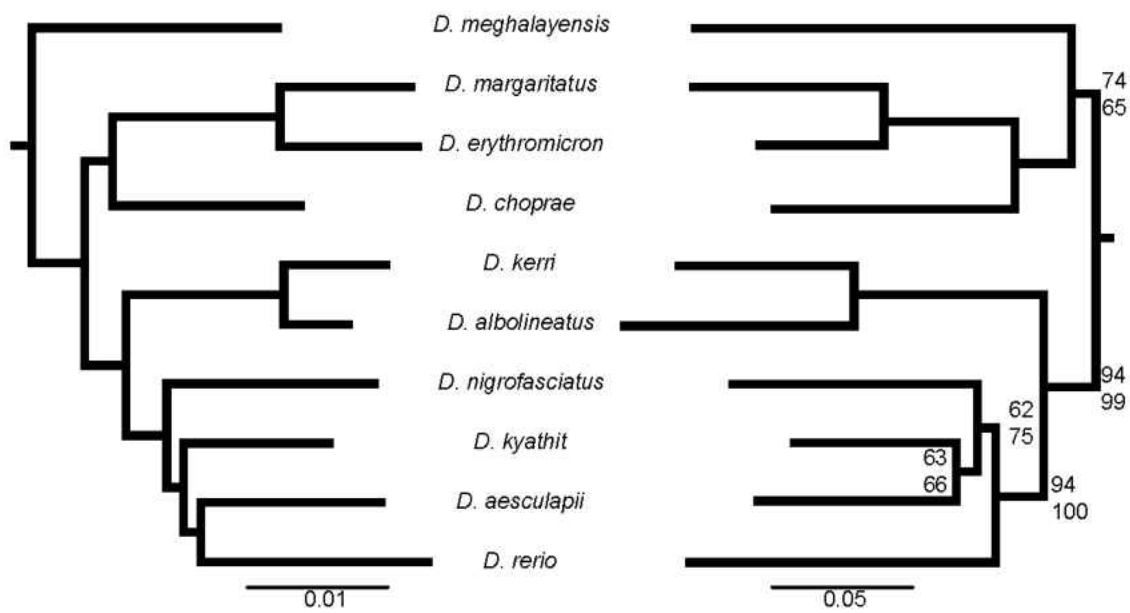 D. meghalayensis
D. margaritatus
D. erythromicron
D. choprae
D. kerri
D. albolineatus
D. nigrofasciatus
D. kyathit
D. aesculapii
D. rerio
74
65
94
99
62
75
63
66
94
100
0.01
0.05